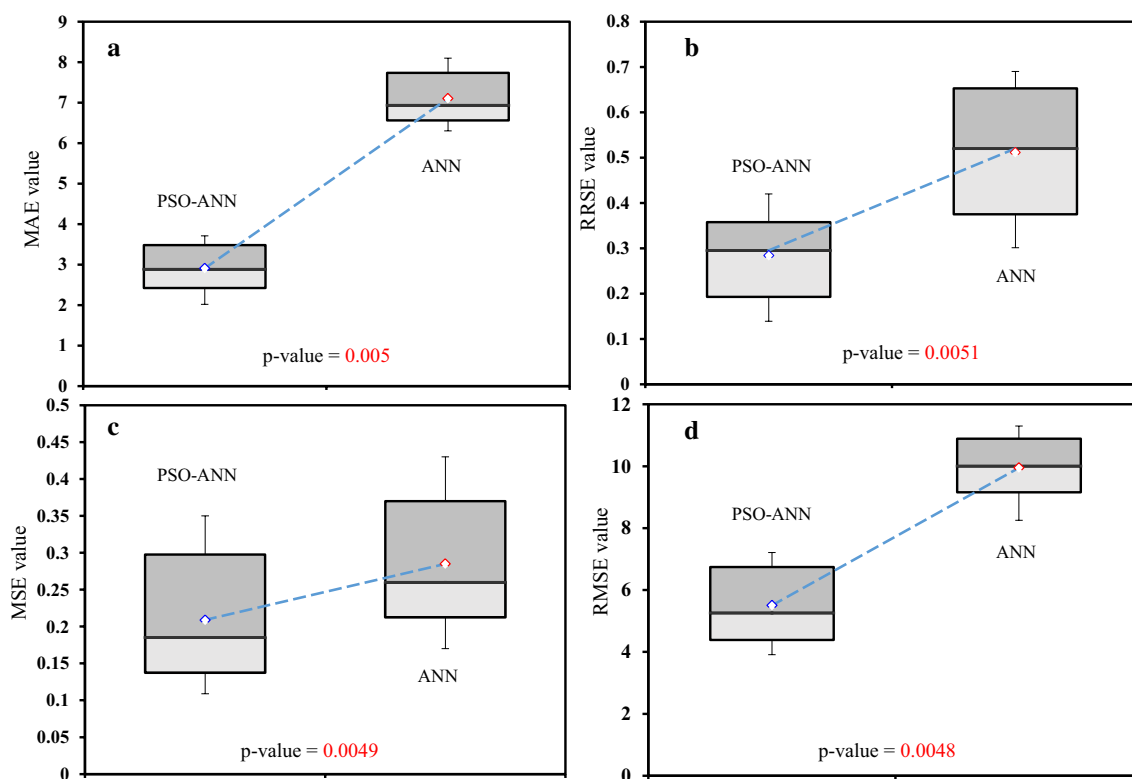 a
MAE value
9
8
7
6
5
4
3
2
1
0
PSO-ANN
ANN
p-value = 0.005
b
RRSE value
0.8
0.7
0.6
0.5
0.4
0.3
0.2
0.1
0
PSO-ANN
ANN
p-value = 0.0051
c
MSE value
0.5
0.45
0.4
0.35
0.3
0.25
0.2
0.15
0.1
0.05
0
PSO-ANN
ANN
p-value = 0.0049
d
RMSE value
12
10
8
6
4
2
0
PSO-ANN
ANN
p-value = 0.0048